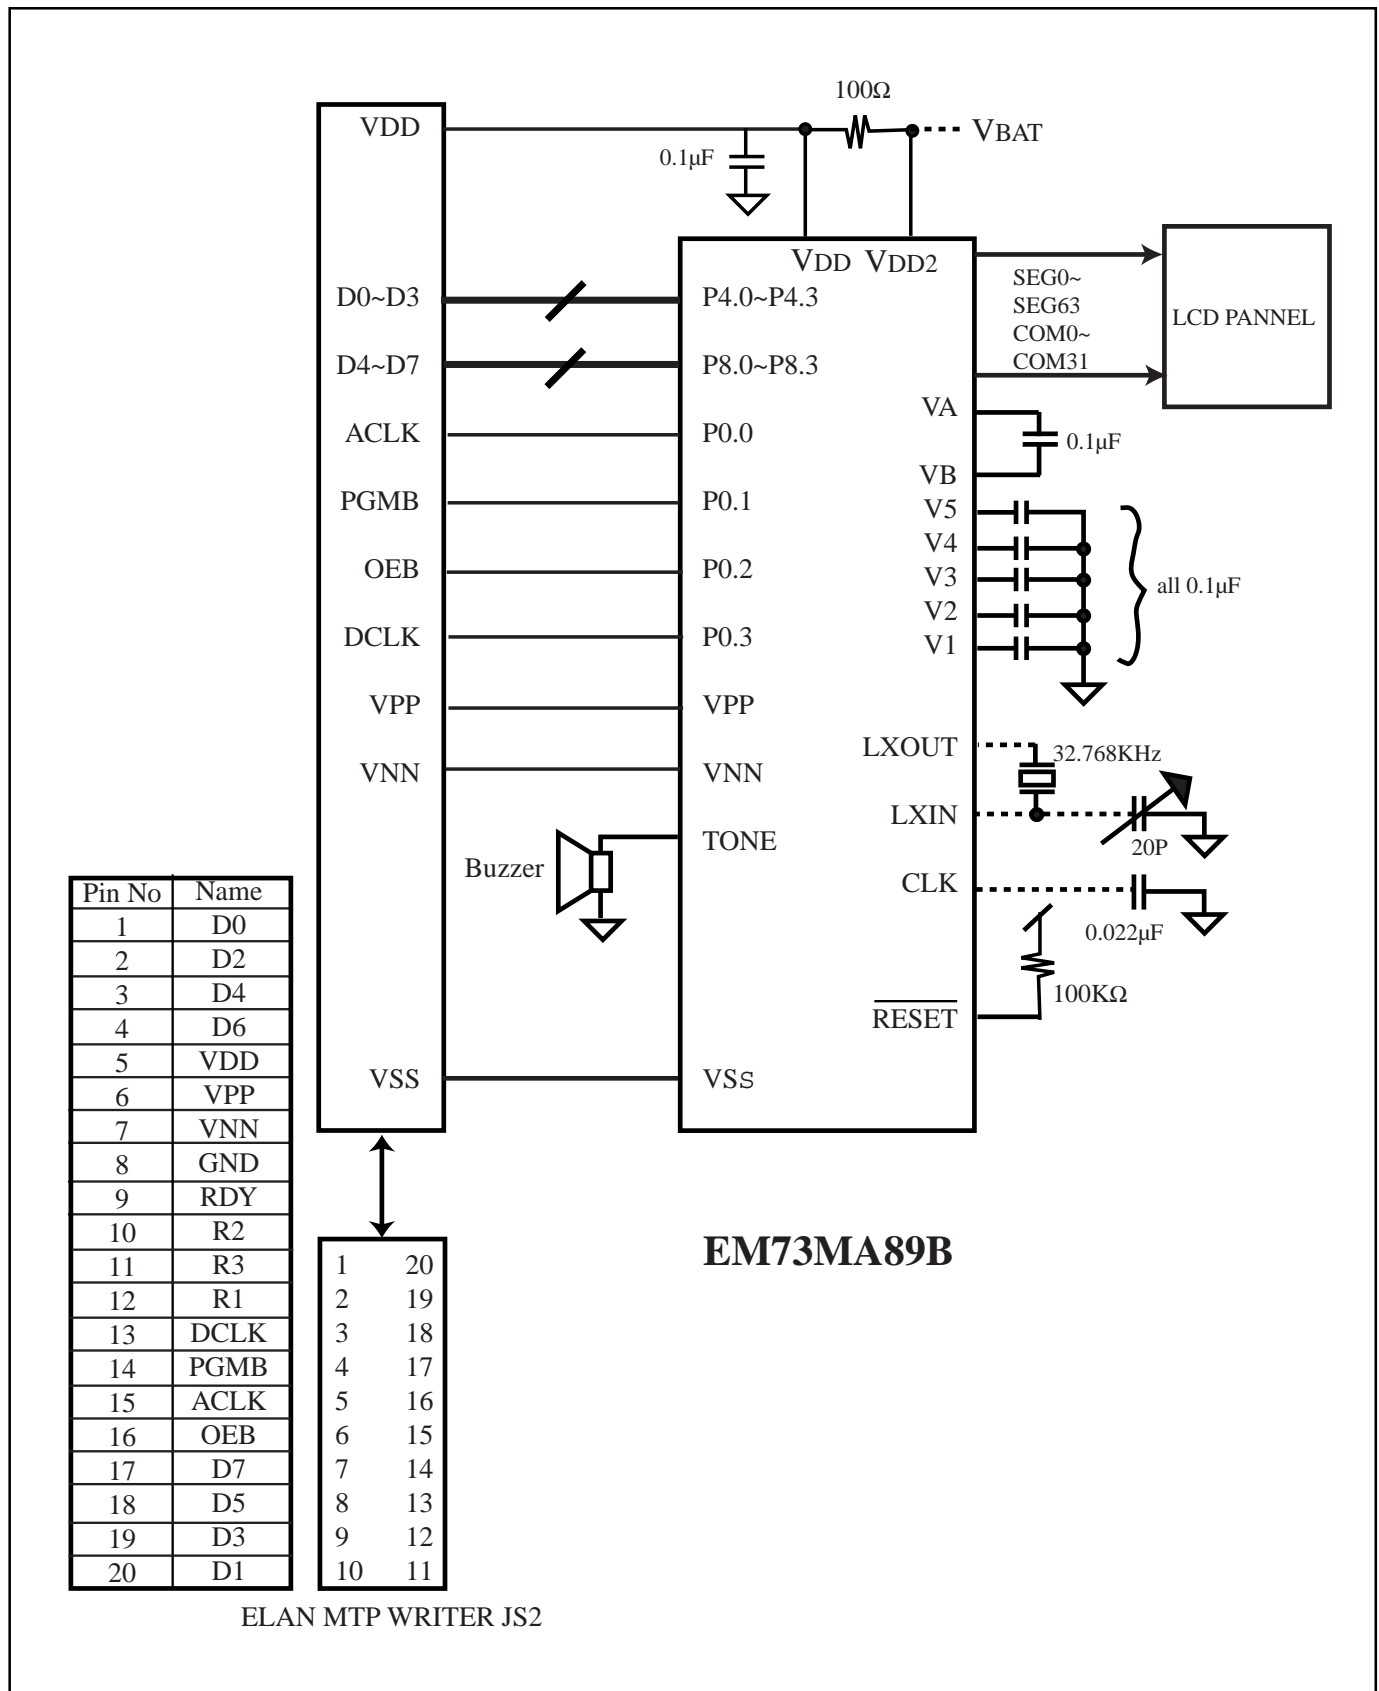 100Ω
VDD
VBAT
0.1µF
VDD VDD2
D0~D3
P4.0~P4.3
SEG0~
SEG63
COM0~
COM31
LCD PANNEL
D4~D7
P8.0~P8.3
VA
ACLK
P0.0
0.1µF
VB
PGMB
P0.1
V5
V4
OEB
P0.2
V3
all 0.1µF
V2
DCLK
P0.3
V1
VPP
VPP
LXOUT
32.768KHz
VNN
VNN
LXIN
TONE
20P
Buzzer
CLK
0.022µF
100KΩ
RESET
VSS
VSS
Pin No Name
1 D0
2 D2
3 D4
4 D6
5 VDD
6 VPP
7 VNN
8 GND
9 RDY
10 R2
11 R3
12 R1
13 DCLK
14 PGMB
15 ACLK
16 OEB
17 D7
18 D5
19 D3
20 D1
1 20
2 19
3 18
4 17
5 16
6 15
7 14
8 13
9 12
10 11
EM73MA89B
ELAN MTP WRITER JS2